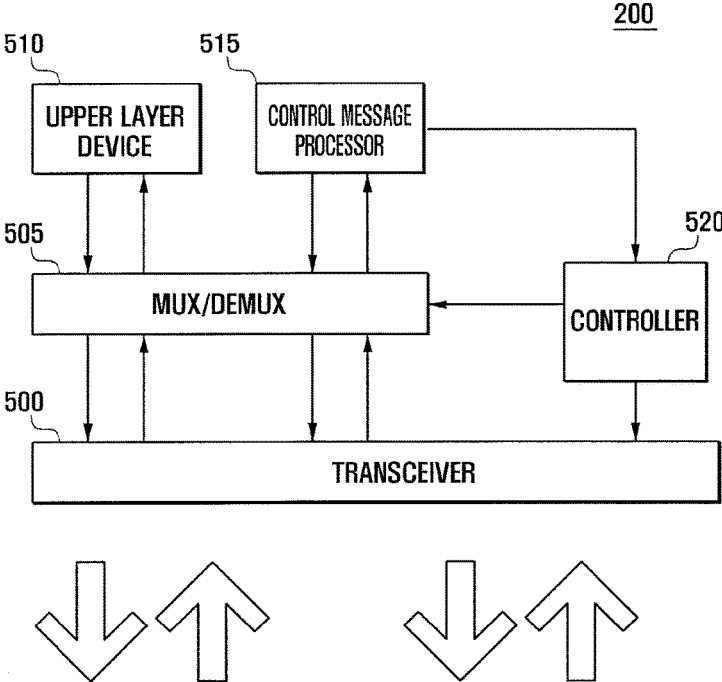 200
510
515
UPPER LAYER
DEVICE
CONTROL MESSAGE
PROCESSOR
505
520
MUX/DEMUX
CONTROLLER
500
TRANSCEIVER